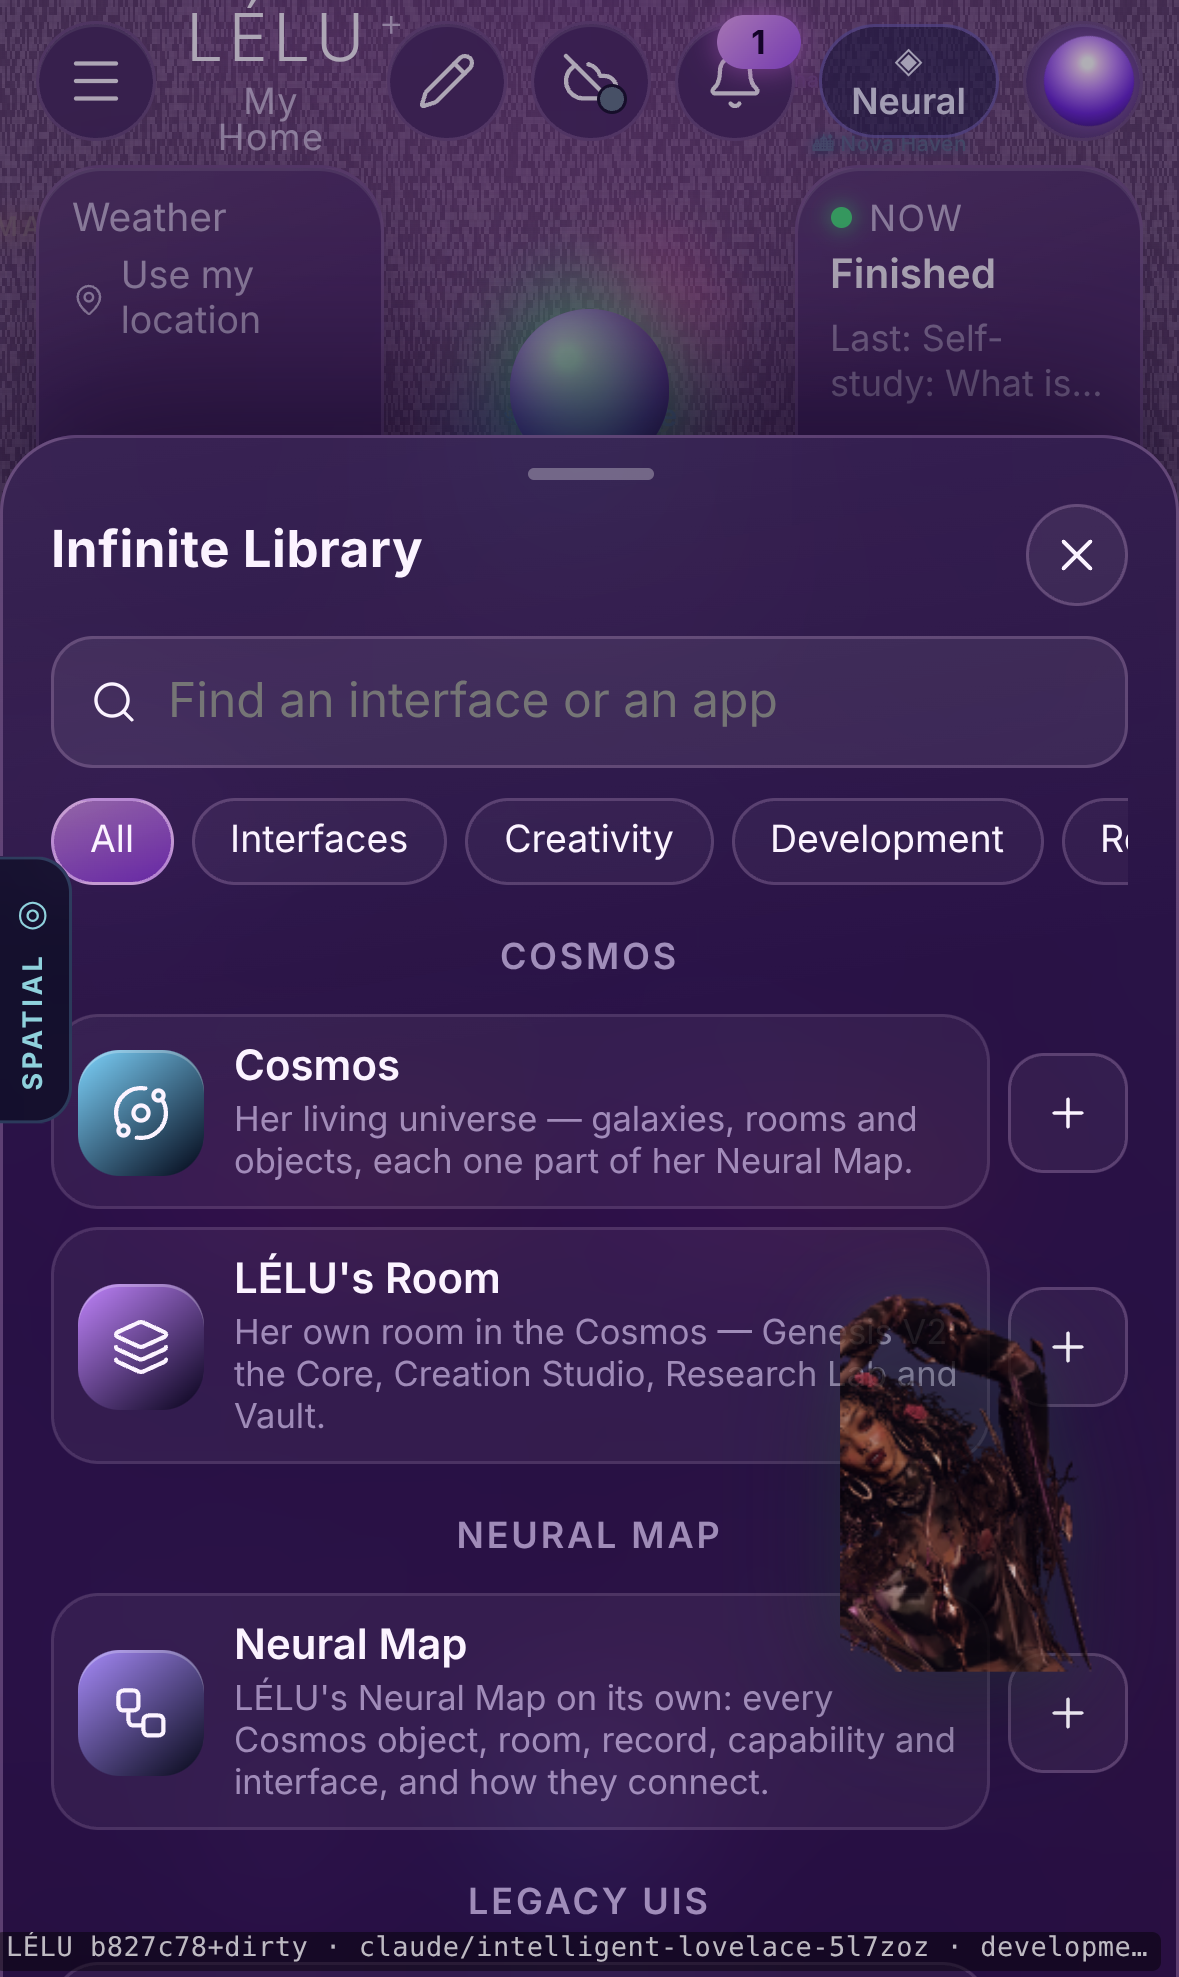 LÉLU +
My
Home
1
◈
Neural
Nova Haven
Weather
Use my
location
NOW
Finished
Last: Self-
study: What is...
Infinite Library
Find an interface or an app
All
Interfaces
Creativity
Development
SPATIAL
COSMOS
Cosmos
Her living universe — galaxies, rooms and
objects, each one part of her Neural Map.
LÉLU's Room
Her own room in the Cosmos — Genesis V2
the Core, Creation Studio, Research Lab and
Vault.
NEURAL MAP
Neural Map
LÉLU's Neural Map on its own: every
Cosmos object, room, record, capability and
interface, and how they connect.
LEGACY UIS
LÉLU b827c78+dirty · claude/intelligent-lovelace-5l7zoz · developme…